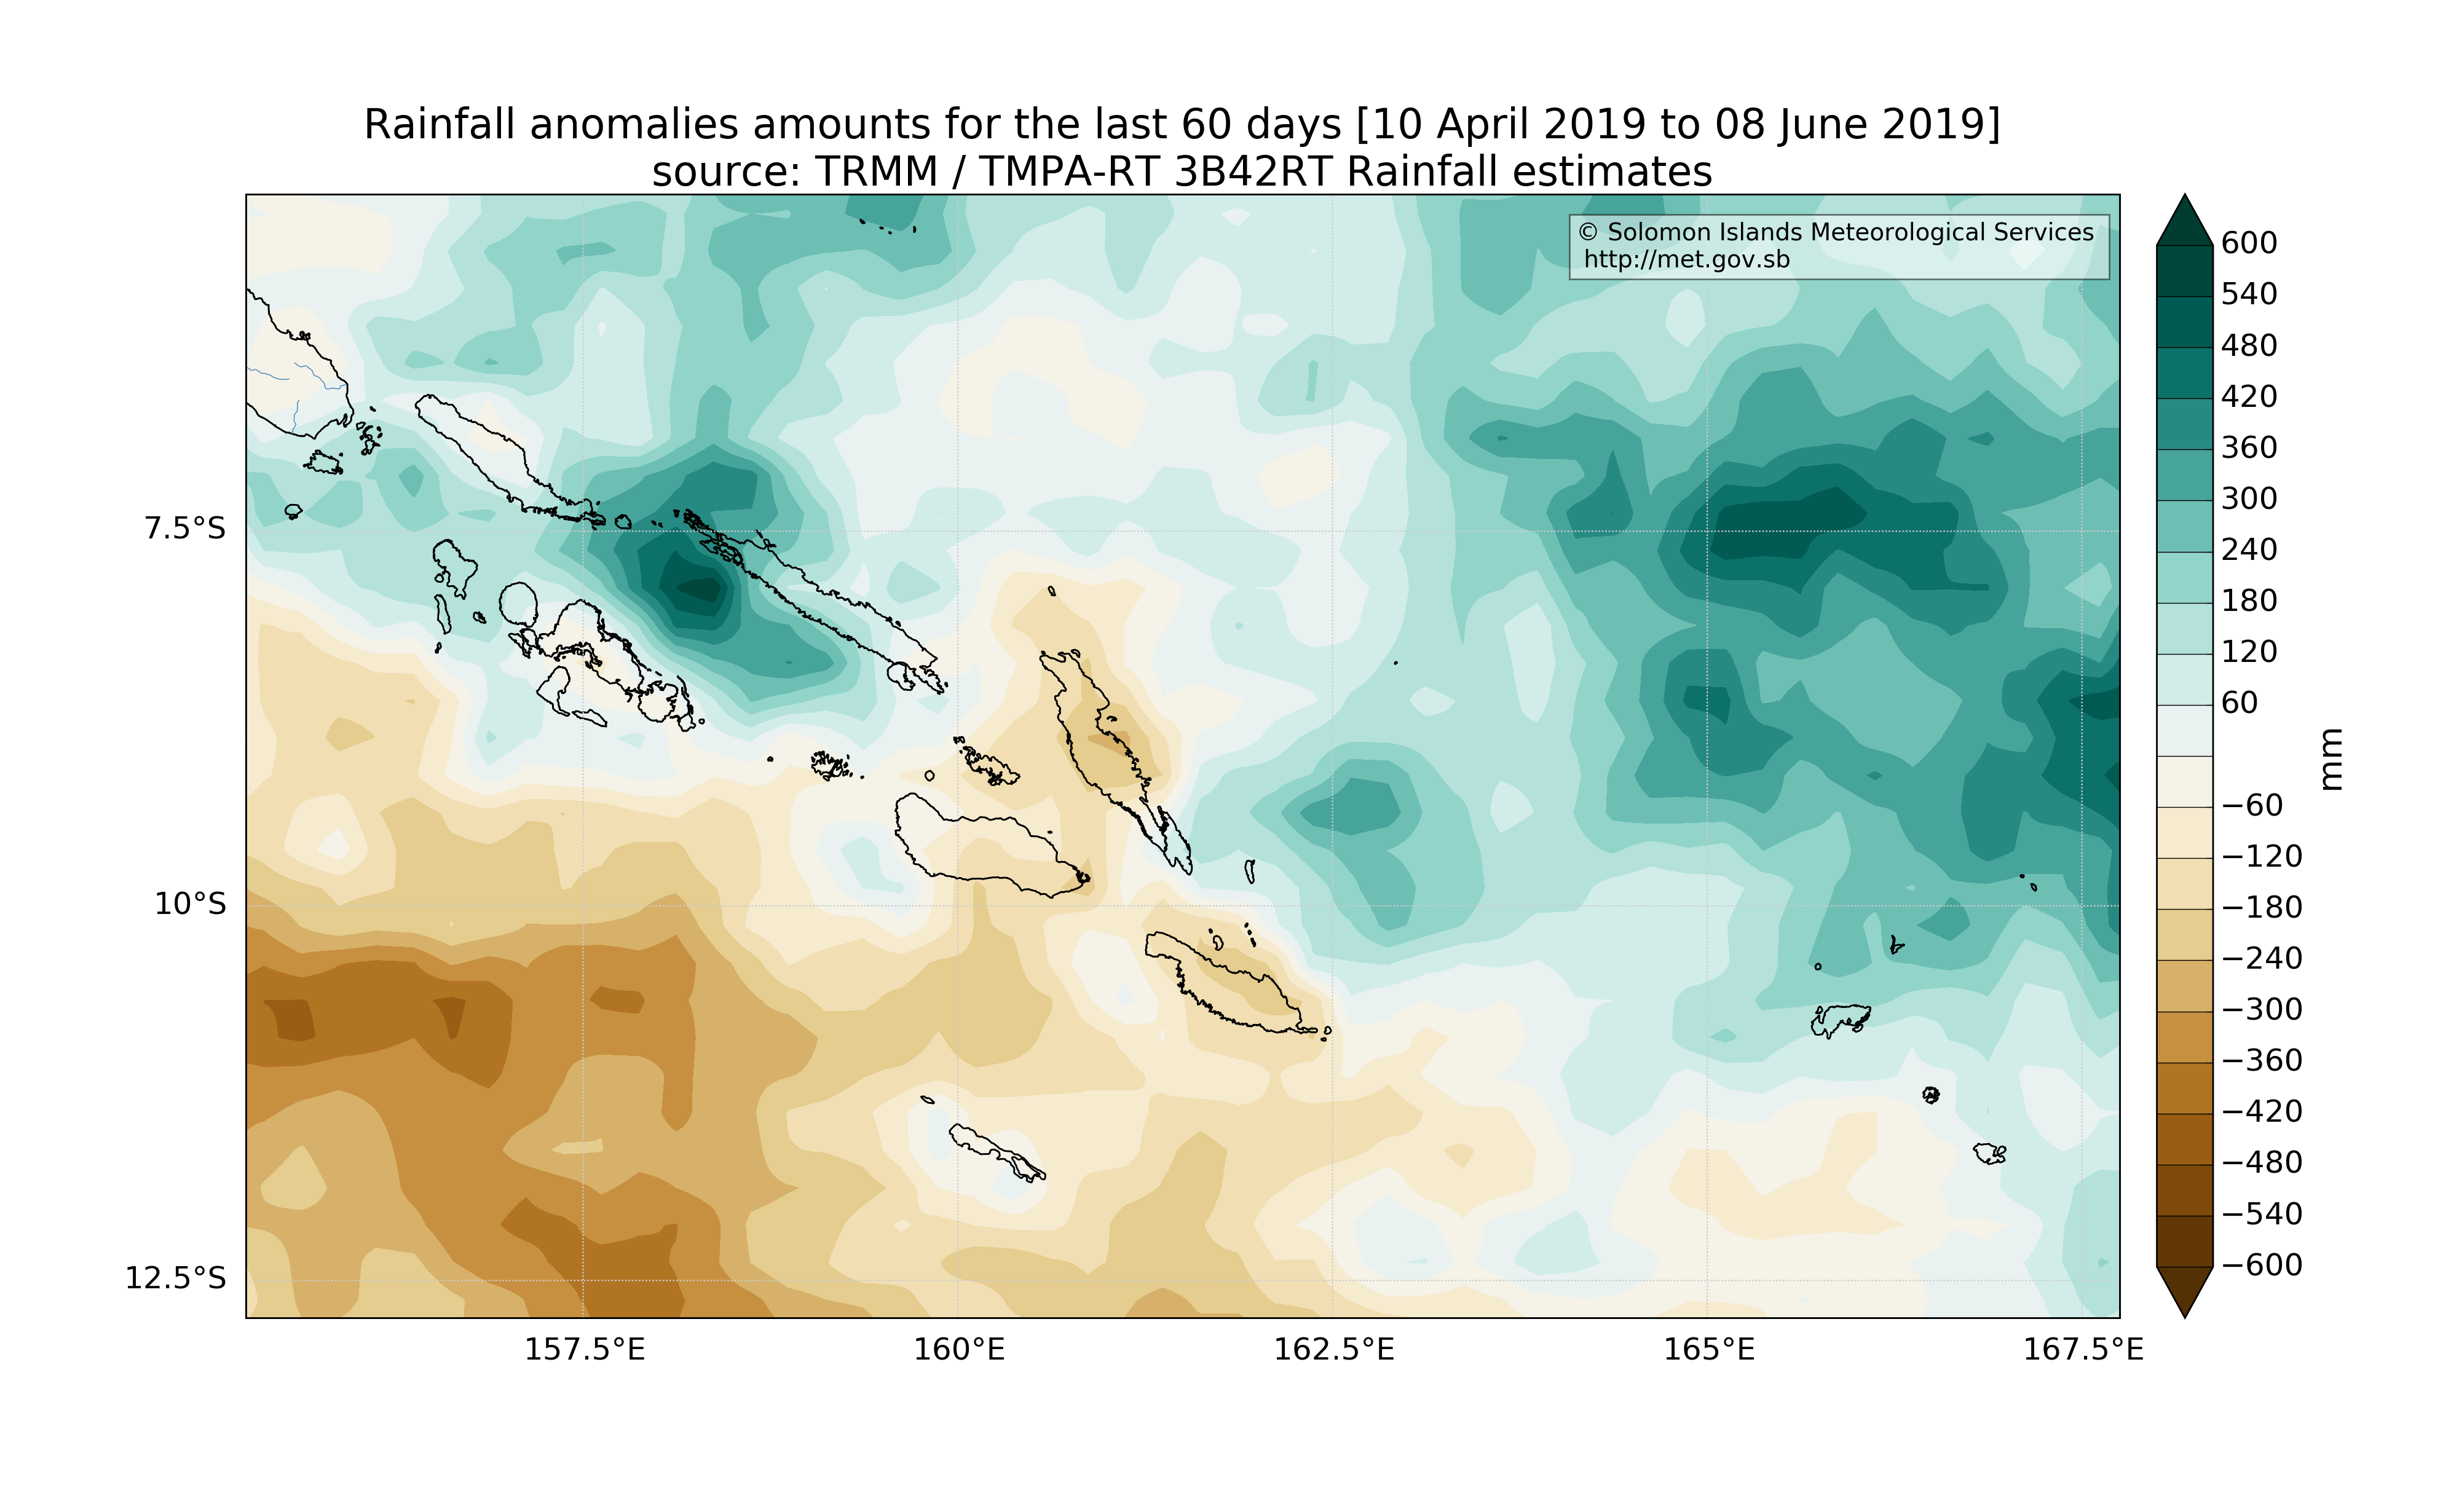 Rainfall anomalies amounts for the last 60 days [10 April 2019 to 08 June 2019]
source: TRMM / TMPA-RT 3B42RT Rainfall estimates
© Solomon Islands Meteorological Services
http://met.gov.sb
7.5°S
10°S
12.5°S
157.5°E
160°E
162.5°E
165°E
167.5°E
600
540
480
420
360
300
240
180
120
60
−60
−120
−180
−240
−300
−360
−420
−480
−540
−600
mm